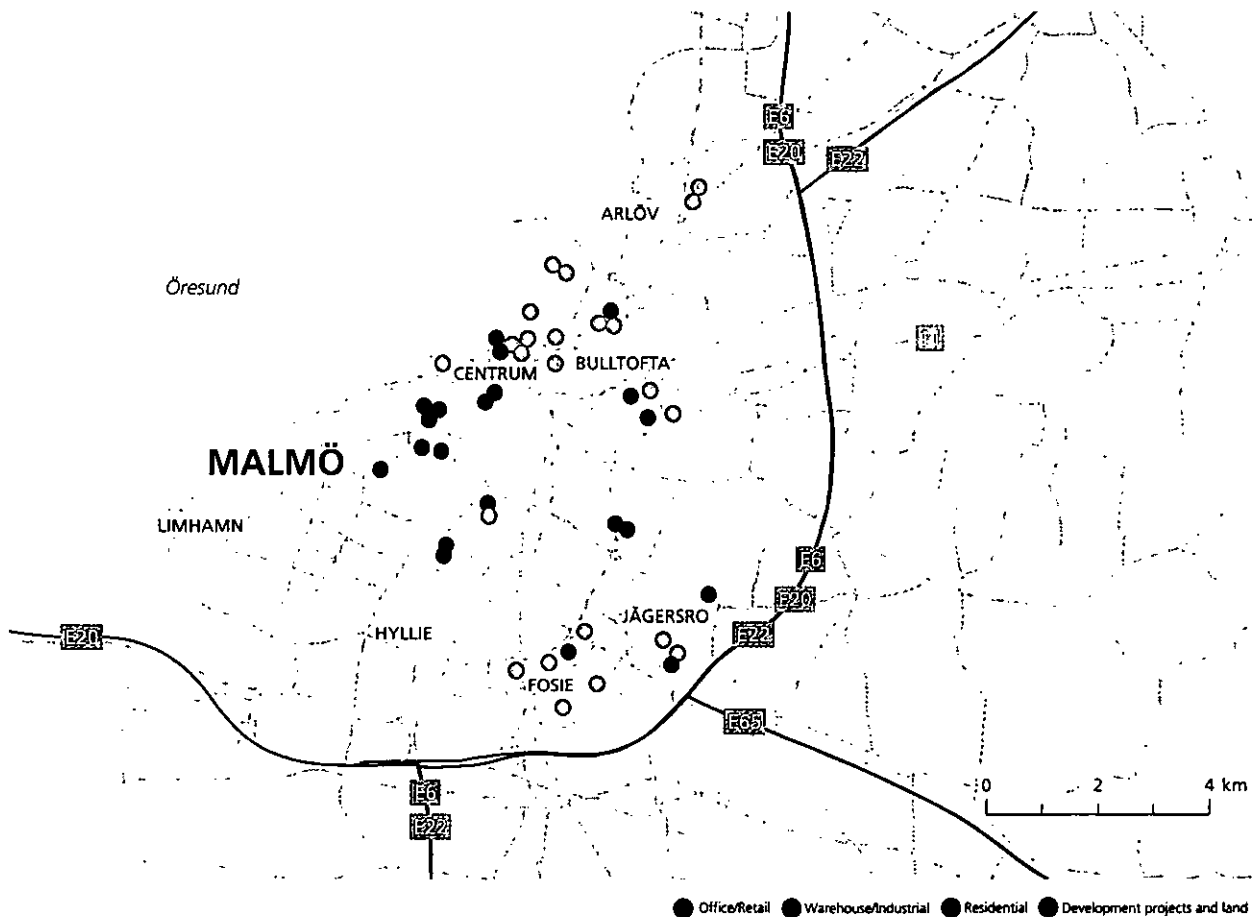 E6
E20
E22
ARLÖV
Öresund
CENTRUM
BULLTOFTA
MALMÖ
LIMHAMN
E6
E20
JÄGERSRO
E22
E20
HYLLIE
FOSIE
E65
E6
E22
0 2 4 km
Office/Retail Warehouse/Industrial Residential Development projects and land